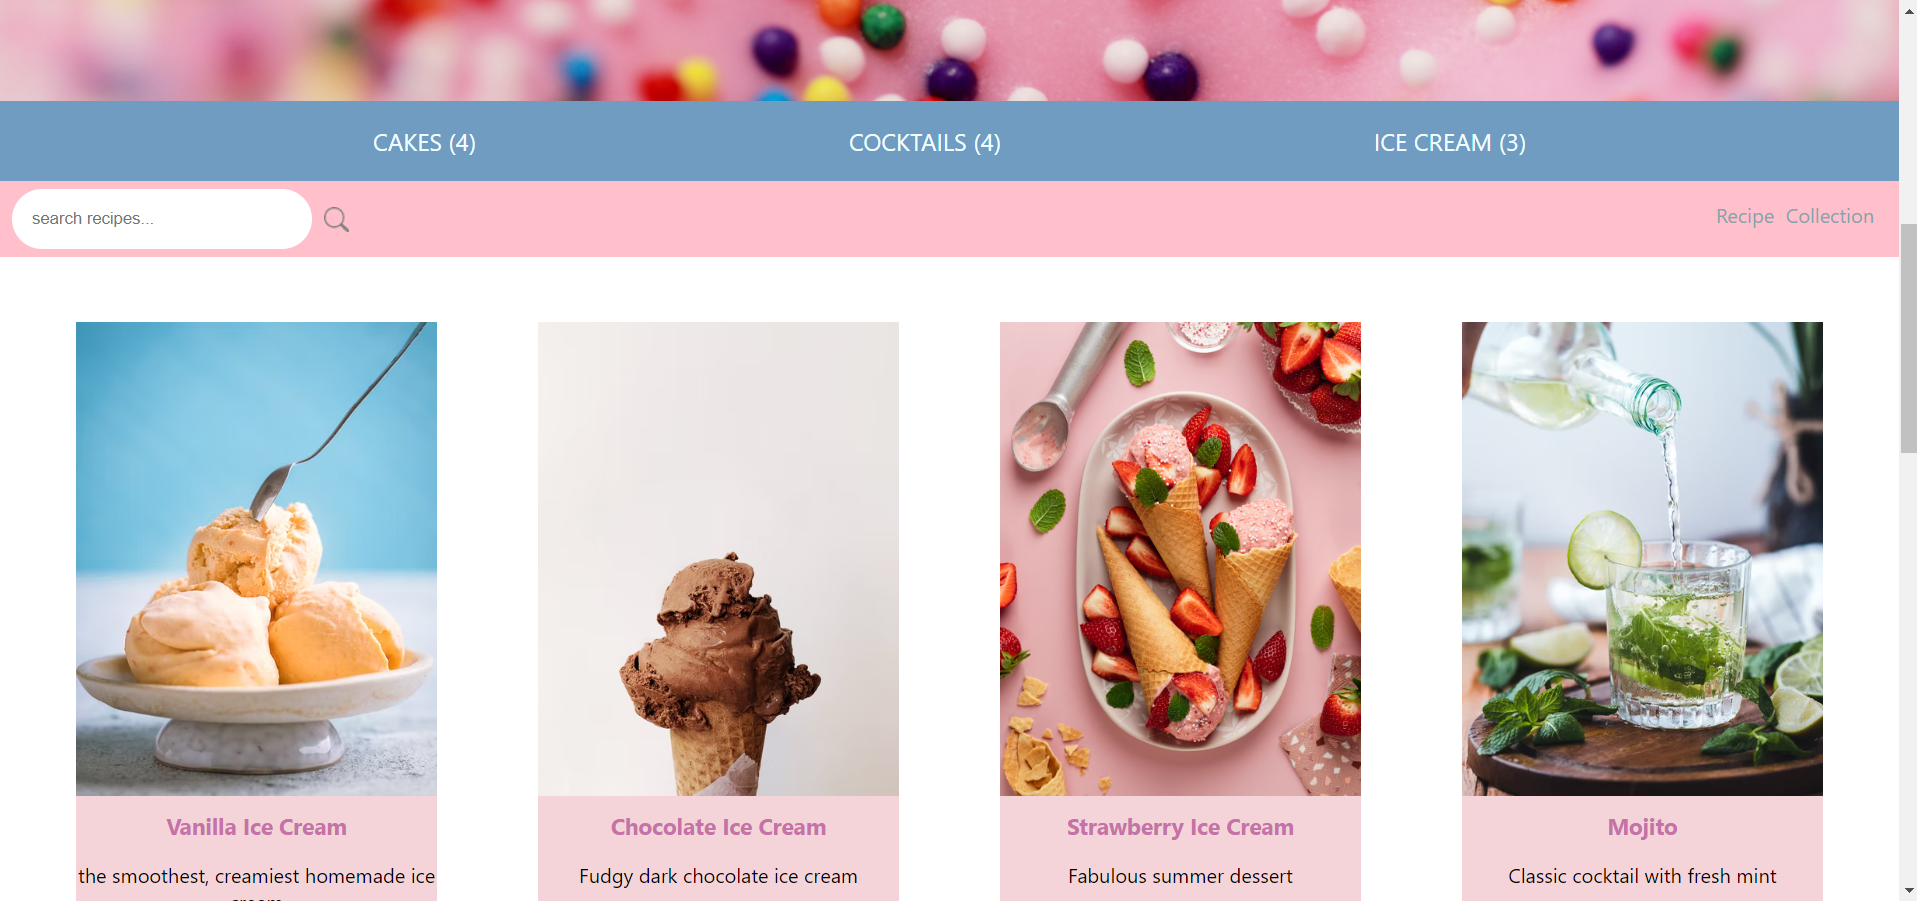 CAKES (4) COCKTAILS (4) ICE CREAM (3)
search recipes... Recipe Collection
Vanilla Ice Cream
the smoothest, creamiest homemade ice
cream
Chocolate Ice Cream
Fudgy dark chocolate ice cream
Strawberry Ice Cream
Fabulous summer dessert
Mojito
Classic cocktail with fresh mint